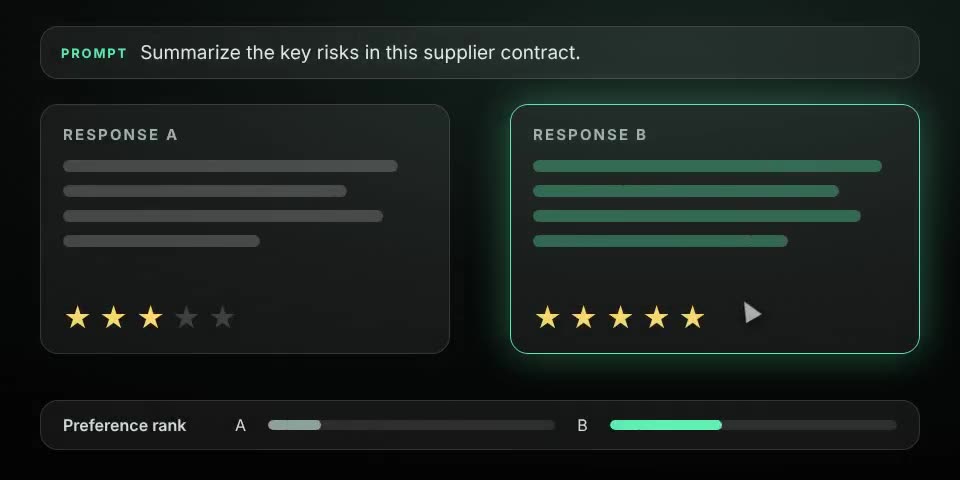 PROMPT Summarize the key risks in this supplier contract.
RESPONSE A
RESPONSE B
Preference rank A B